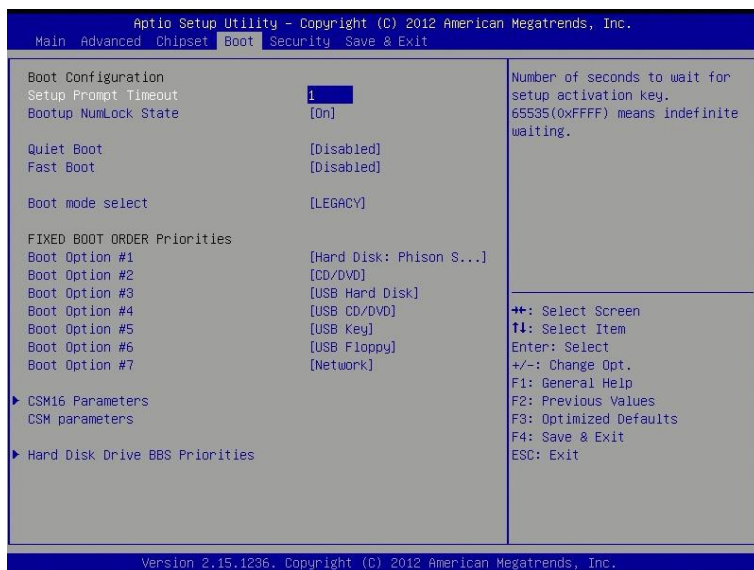 Aptio Setup Utility – Copyright (C) 2012 American Megatrends, Inc.
Main Advanced Chipset Boot Security Save & Exit
Boot Configuration
Setup Prompt Timeout 1
Bootup NumLock State [On]
Quiet Boot [Disabled]
Fast Boot [Disabled]
Boot mode select [LEGACY]
FIXED BOOT ORDER Priorities
Boot Option #1 [Hard Disk: Phison S...]
Boot Option #2 [CD/DVD]
Boot Option #3 [USB Hard Disk]
Boot Option #4 [USB CD/DVD]
Boot Option #5 [USB Key]
Boot Option #6 [USB Floppy]
Boot Option #7 [Network]
► CSM16 Parameters
CSM parameters
► Hard Disk Drive BBS Priorities
Number of seconds to wait for
setup activation key.
65535(0xFFFF) means indefinite
waiting.
→←: Select Screen
↑↓: Select Item
Enter: Select
+/-: Change Opt.
F1: General Help
F2: Previous Values
F3: Optimized Defaults
F4: Save & Exit
ESC: Exit
Version 2.15.1236. Copyright (C) 2012 American Megatrends, Inc.